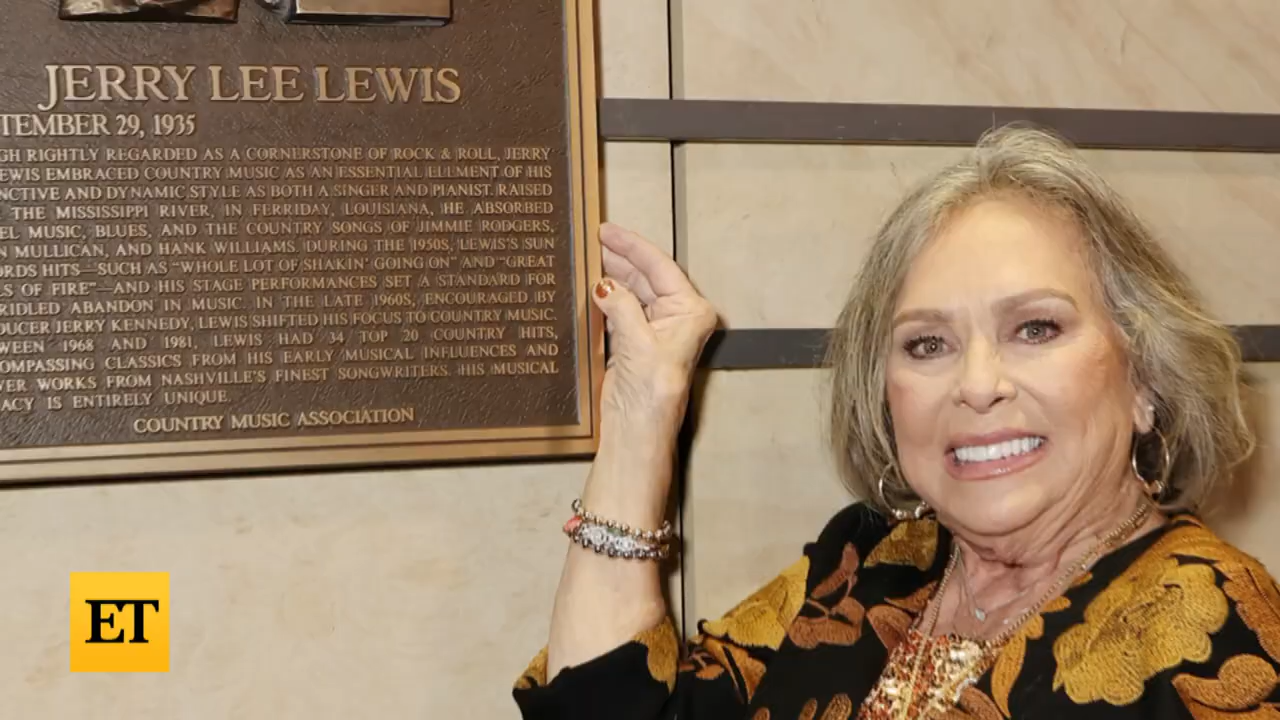 JERRY LEE LEWIS
TEMBER 29, 1935
GH RIGHTLY REGARDED AS A CORNERSTONE OF ROCK & ROLL, JERRY
EWIS EMBRACED COUNTRY MUSIC AS AN ESSENTIAL ELEMENT OF HIS
NCTIVE AND DYNAMIC STYLE AS BOTH A SINGER AND PIANIST. RAISED
THE MISSISSIPPI RIVER, IN FERRIDAY, LOUISIANA, HE ABSORBED
EL MUSIC, BLUES, AND THE COUNTRY SONGS OF JIMMIE RODGERS,
N MULLICAN, AND HANK WILLIAMS. DURING THE 1950S, LEWIS'S SUN
ORDS HITS—SUCH AS "WHOLE LOT OF SHAKIN' GOING ON" AND "GREAT
LS OF FIRE"—AND HIS STAGE PERFORMANCES SET A STANDARD FOR
RIDLED ABANDON IN MUSIC. IN THE LATE 1960S, ENCOURAGED BY
DUCER JERRY KENNEDY, LEWIS SHIFTED HIS FOCUS TO COUNTRY MUSIC.
WEEN 1968 AND 1981, LEWIS HAD 34 TOP 20 COUNTRY HITS,
OMPASSING CLASSICS FROM HIS EARLY MUSICAL INFLUENCES AND
WER WORKS FROM NASHVILLE'S FINEST SONGWRITERS. HIS MUSICAL
ACY IS ENTIRELY UNIQUE.
COUNTRY MUSIC ASSOCIATION
ET